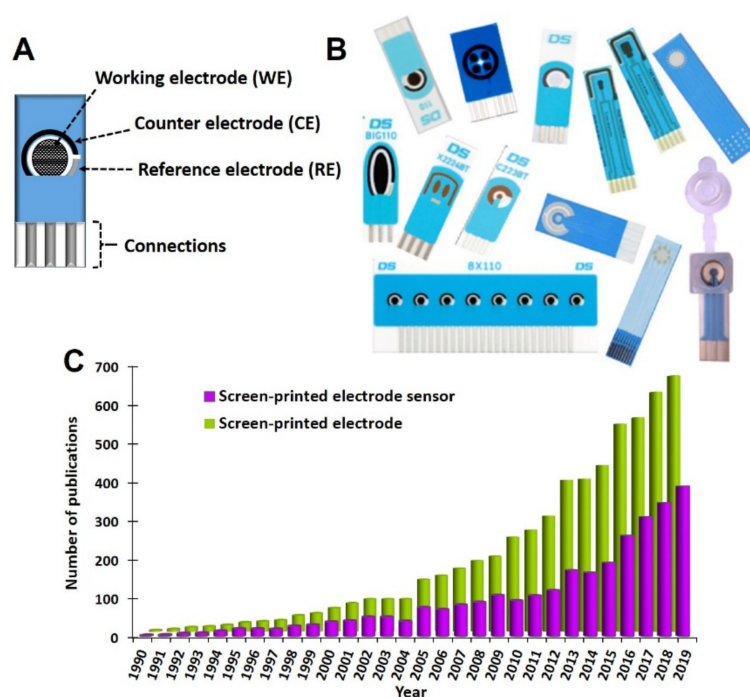 A
Working electrode (WE)
Counter electrode (CE)
Reference electrode (RE)
Connections
B
DS
110
DS
DS
BIG110
DS
X2224BT
DS
C223BT
DS
8X110
DS
C
700
600
500
400
300
200
100
0
Number of publications
Screen-printed electrode sensor
Screen-printed electrode
1990
1991
1992
1993
1994
1995
1996
1997
1998
1999
2000
2001
2002
2003
2004
2005
2006
2007
2008
2009
2010
2011
2012
2013
2014
2015
2016
2017
2018
2019
Year